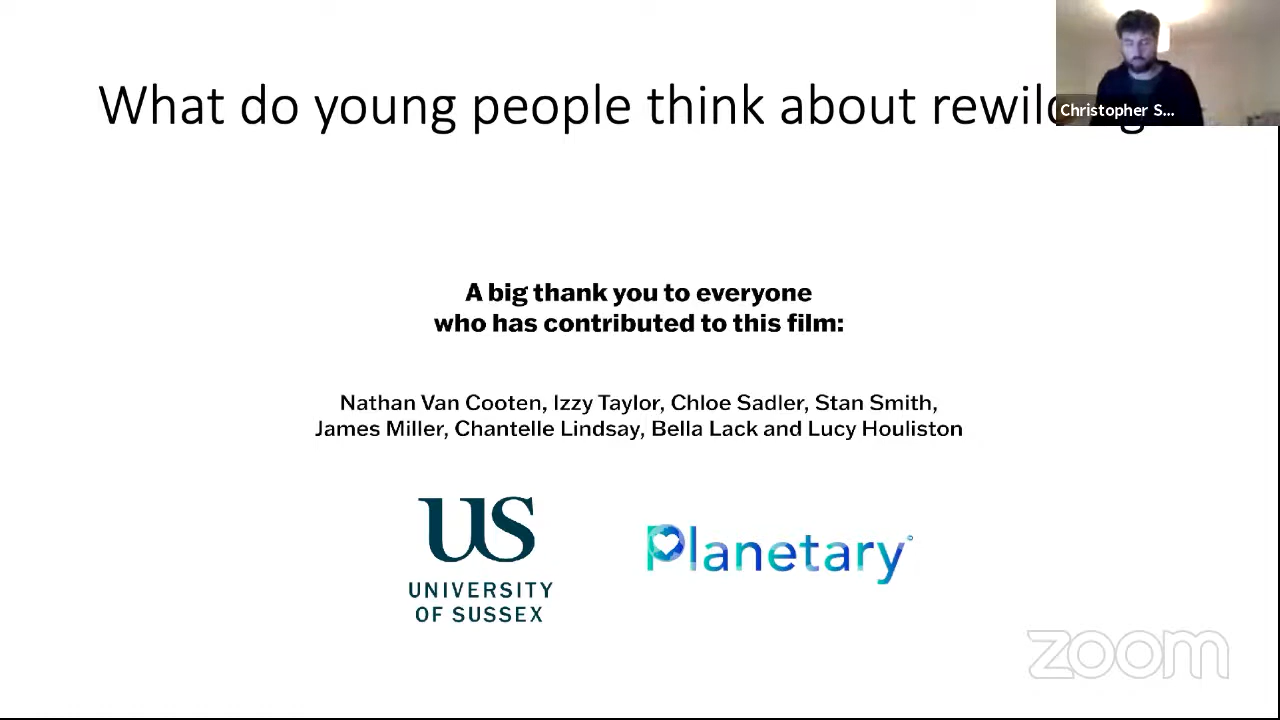 What do young people think about
Christopher S...
A big thank you to everyone
who has contributed to this film:
Nathan Van Cooten, Izzy Taylor, Chloe Sadler, Stan Smith,
James Miller, Chantelle Lindsay, Bella Lack and Lucy Houliston
US
UNIVERSITY
OF SUSSEX
Planetary
zoom